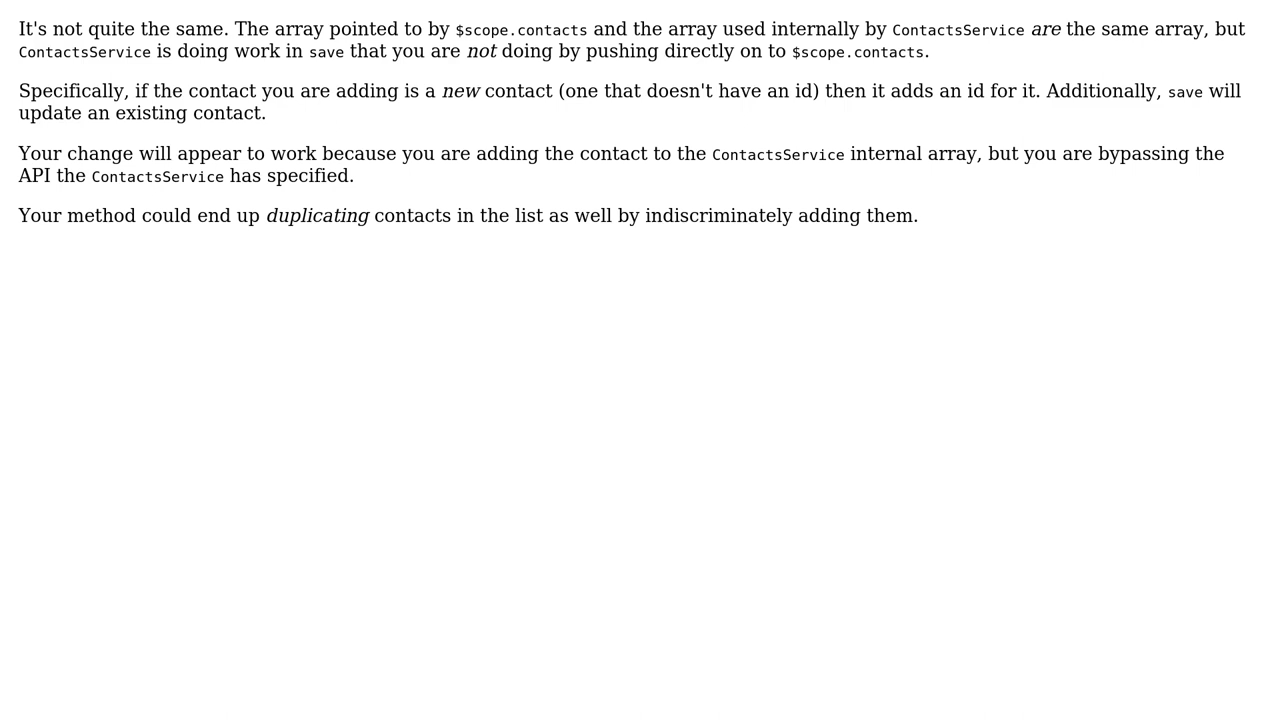 It's not quite the same. The array pointed to by $scope.contacts and the array used internally by ContactsService are the same array, but
ContactsService is doing work in save that you are not doing by pushing directly on to $scope.contacts.
Specifically, if the contact you are adding is a new contact (one that doesn't have an id) then it adds an id for it. Additionally, save will
update an existing contact.
Your change will appear to work because you are adding the contact to the ContactsService internal array, but you are bypassing the
API the ContactsService has specified.
Your method could end up duplicating contacts in the list as well by indiscriminately adding them.